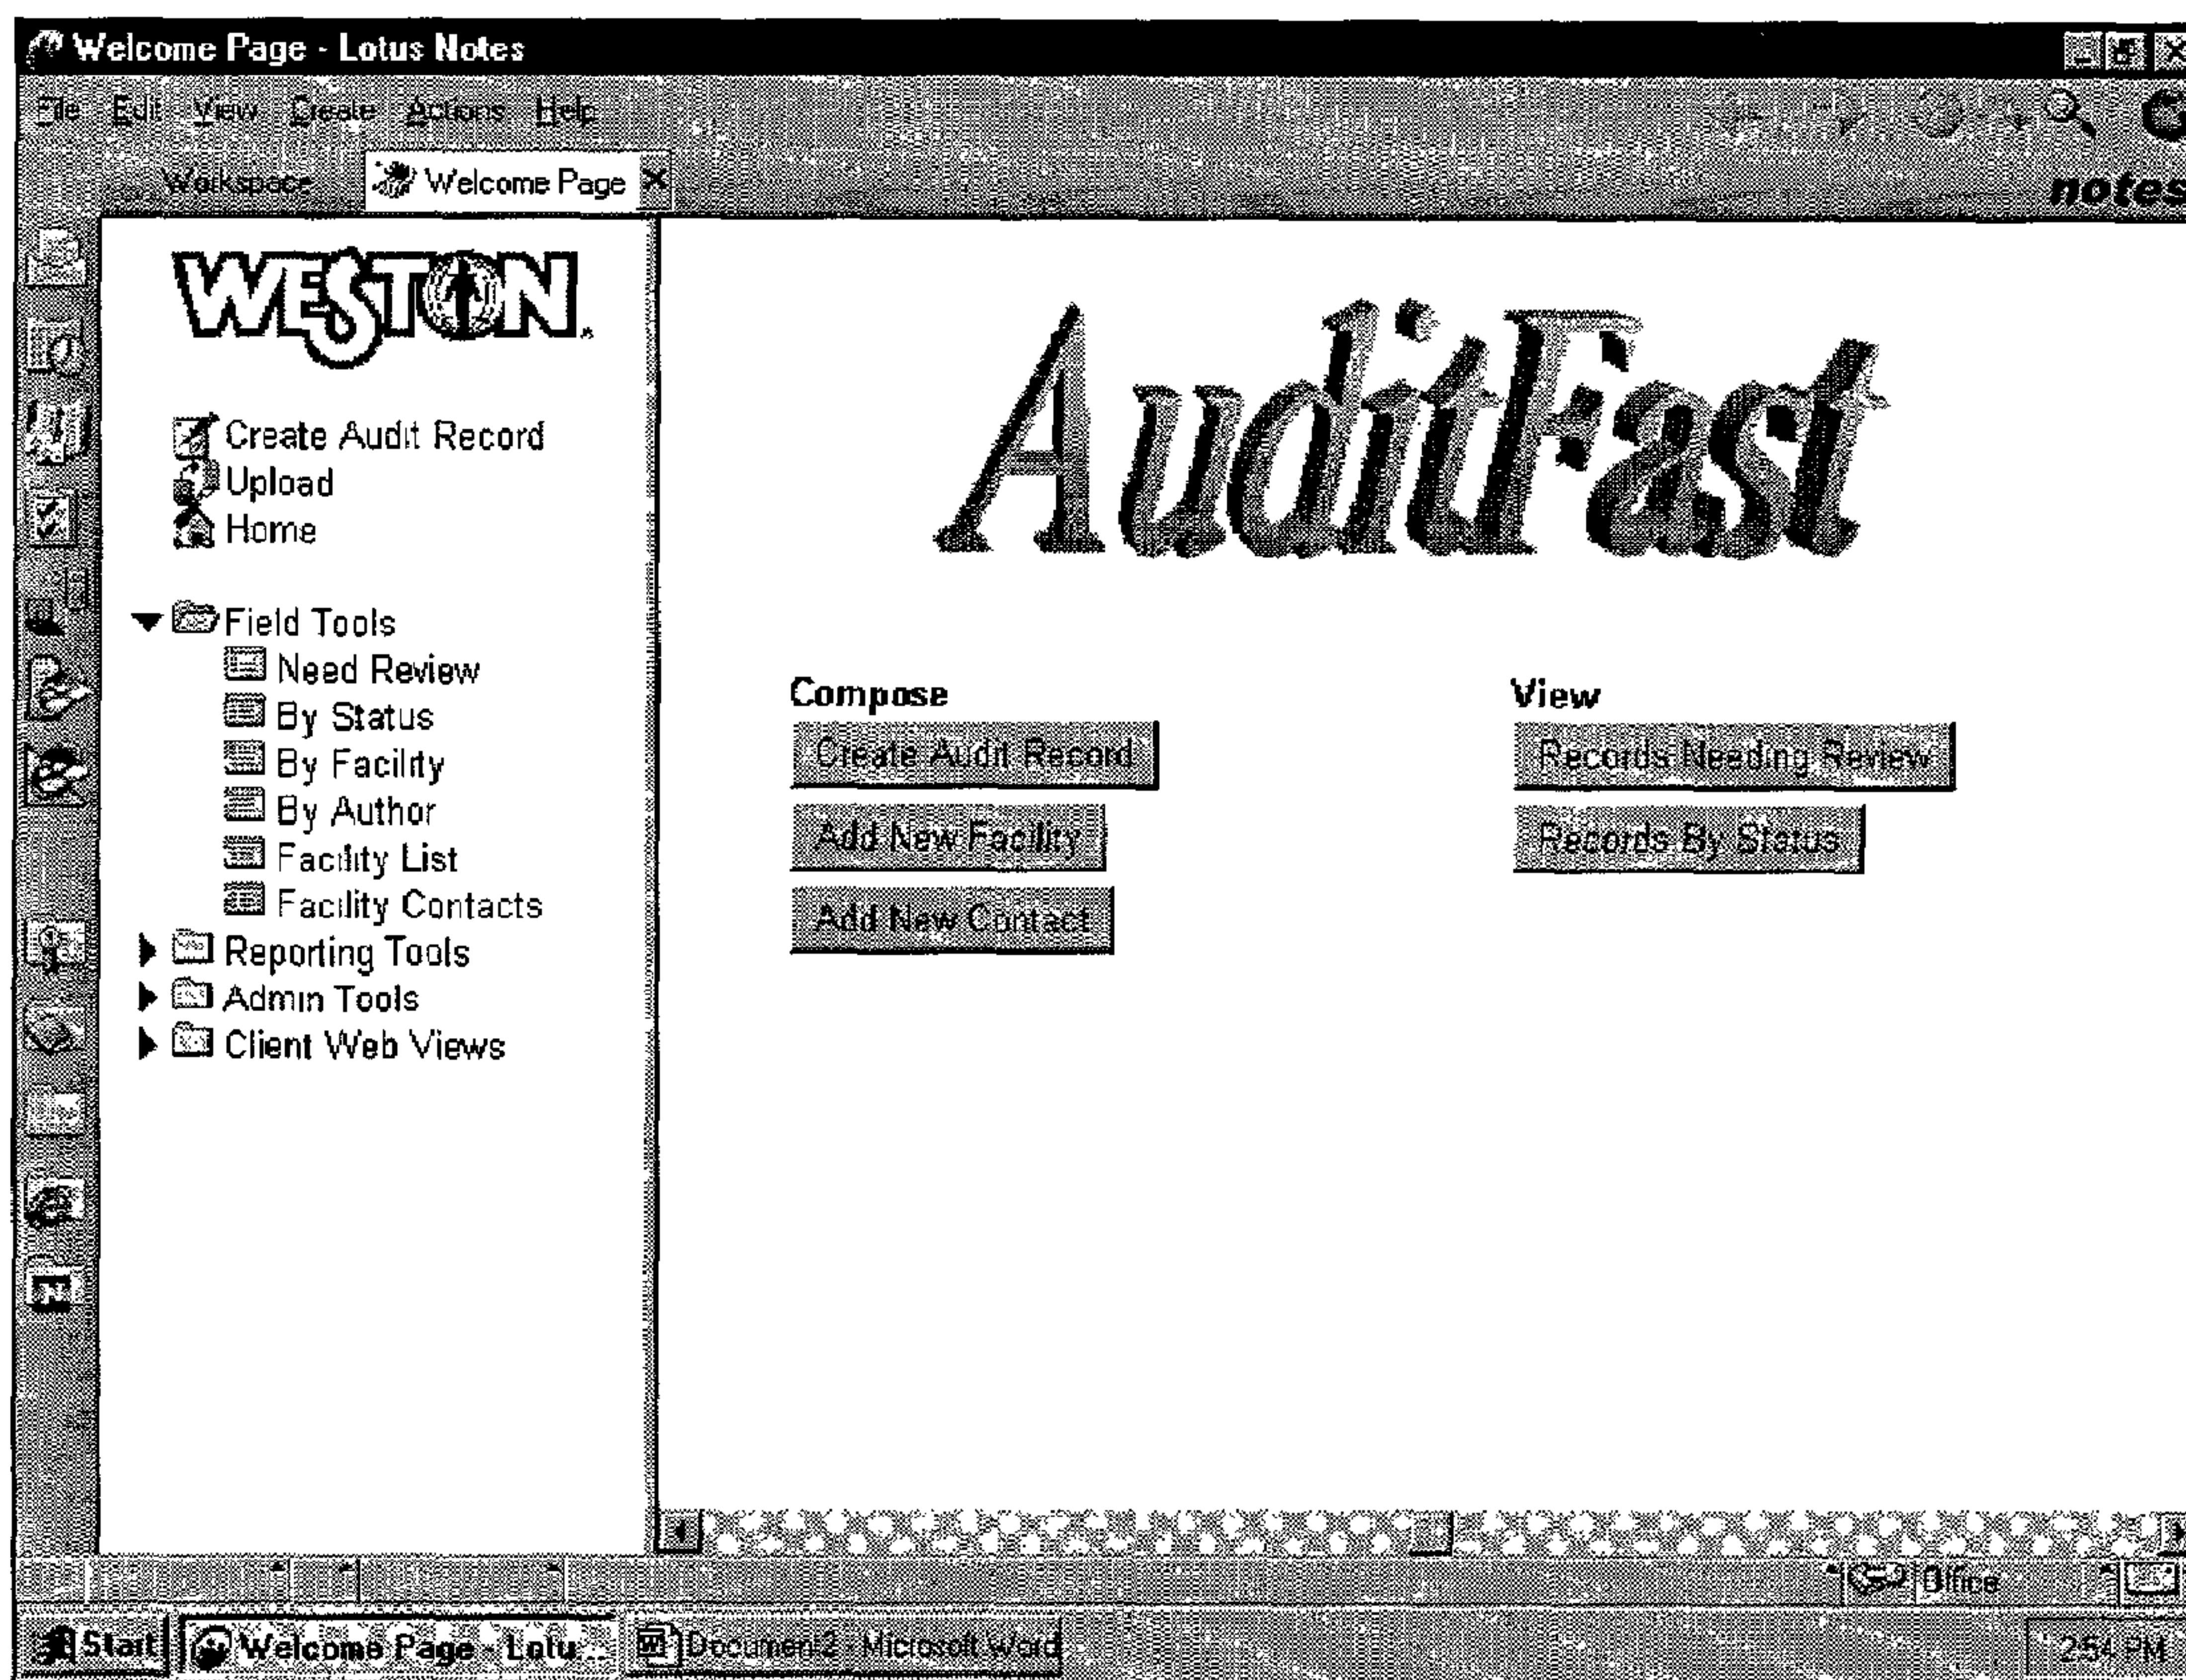 Welcome Page - Lotus Notes
File Edit View Create Actions Help
Workspace Welcome Page
notes
WESTON
AuditFast
Create Audit Record
Upload
Home
Field Tools
Need Review
By Status
By Facility
By Author
Facility List
Facility Contacts
Reporting Tools
Admin Tools
Client Web Views
Compose
Create Audit Record
Add New Facility
Add New Contact
View
Records Needing Review
Records By Status
Office
Start Welcome Page - Lotu... Document2 - Microsoft Word 2:54 PM